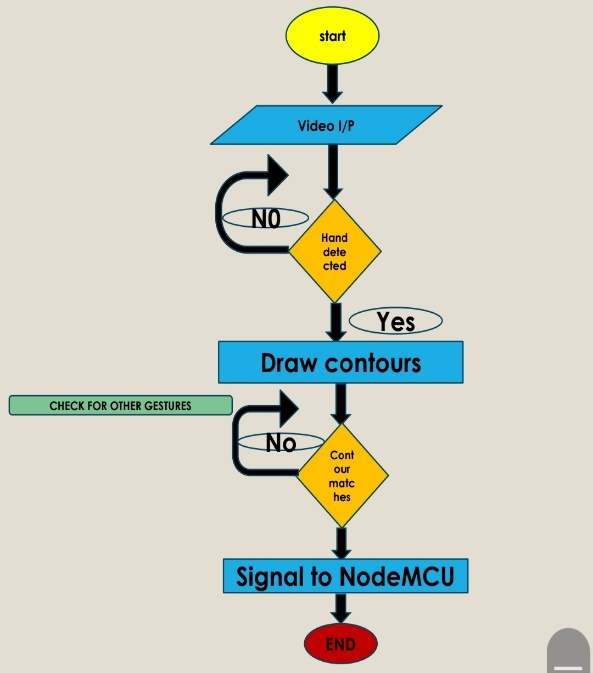 start
Video I/P
N0
Hand
dete
cted
Yes
Draw contours
CHECK FOR OTHER GESTURES
No
Cont
our
matc
hes
Signal to NodeMCU
END